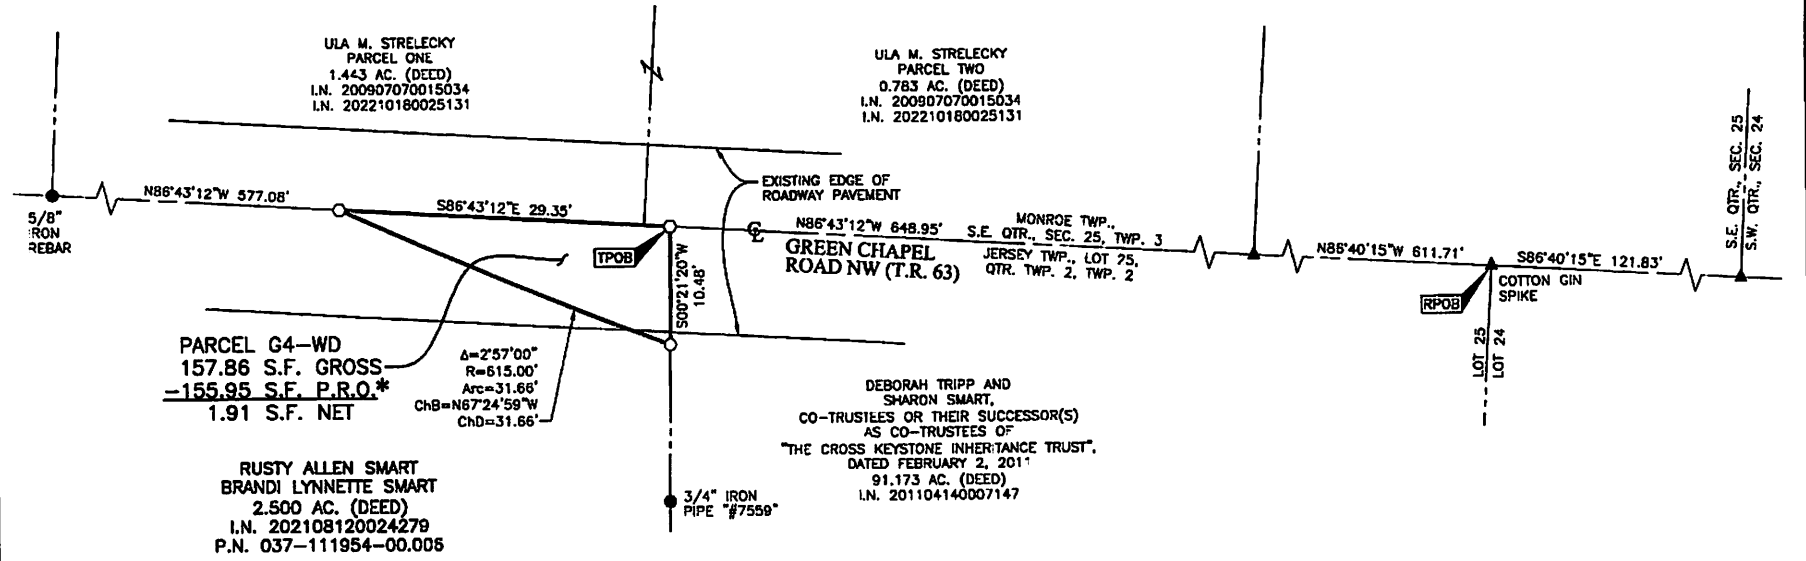 ULA M. STRELECKY
PARCEL ONE
1.443 AC. (DEED)
I.N. 200907070015034
I.N. 202210180025131
ULA M. STRELECKY
PARCEL TWO
0.783 AC. (DEED)
I.N. 200907070015034
I.N. 202210180025131
S.E. QTR., SEC. 25
S.W. QTR., SEC. 24
EXISTING EDGE OF
ROADWAY PAVEMENT
5/8"
IRON
REBAR
N86°43'12"W 577.08'
S86°43'12"E 29.35'
TPOB
S00°21'20"W
10.48'
N86°43'12"W 648.95'
GREEN CHAPEL
ROAD NW (T.R. 63)
MONROE TWP.,
S.E. QTR., SEC. 25, TWP. 3
JERSEY TWP., LOT 25,
QTR. TWP. 2, TWP. 2
N86°40'15"W 611.71'
S86°40'15"E 121.83'
RPOB
COTTON GIN
SPIKE
LOT 25
LOT 24
PARCEL G4-WD
157.86 S.F. GROSS
-155.95 S.F. P.R.O.*
1.91 S.F. NET
Δ=2°57'00"
R=615.00'
Arc=31.66'
ChB=N67°24'59"W
ChD=31.66'
DEBORAH TRIPP AND
SHARON SMART,
CO-TRUSTEES OR THEIR SUCCESSOR(S)
AS CO-TRUSTEES OF
"THE CROSS KEYSTONE INHERITANCE TRUST",
DATED FEBRUARY 2, 2011
91.173 AC. (DEED)
I.N. 201104140007147
RUSTY ALLEN SMART
BRANDI LYNNETTE SMART
2.500 AC. (DEED)
I.N. 202108120024279
P.N. 037-111954-00.006
3/4" IRON
PIPE "#7559"